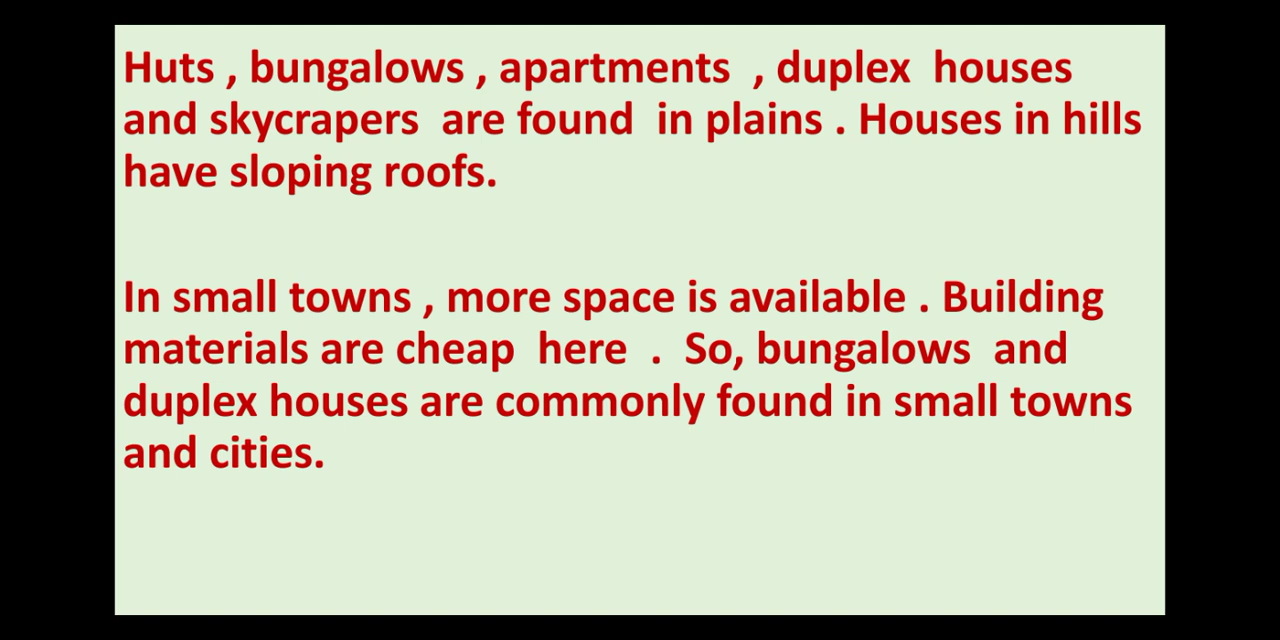 Huts , bungalows , apartments  , duplex  houses
and skycrapers  are found  in plains . Houses in hills
have sloping roofs.
In small towns , more space is available . Building
materials are cheap  here  .  So, bungalows  and
duplex houses are commonly found in small towns
and cities.